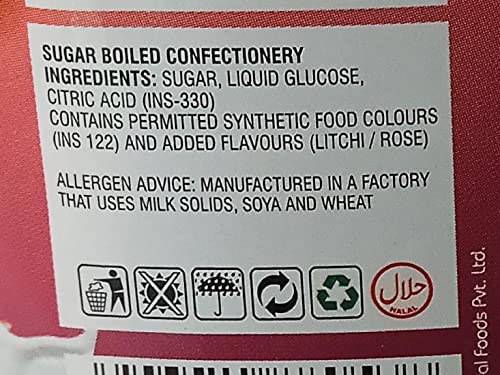 SUGAR BOILED CONFECTIONERY
INGREDIENTS: SUGAR, LIQUID GLUCOSE,
CITRIC ACID (INS-330)
CONTAINS PERMITTED SYNTHETIC FOOD COLOURS
(INS 122) AND ADDED FLAVOURS (LITCHI / ROSE)
ALLERGEN ADVICE: MANUFACTURED IN A FACTORY
THAT USES MILK SOLIDS, SOYA AND WHEAT
حلال
HALAL
al Foods Pvt. Ltd.